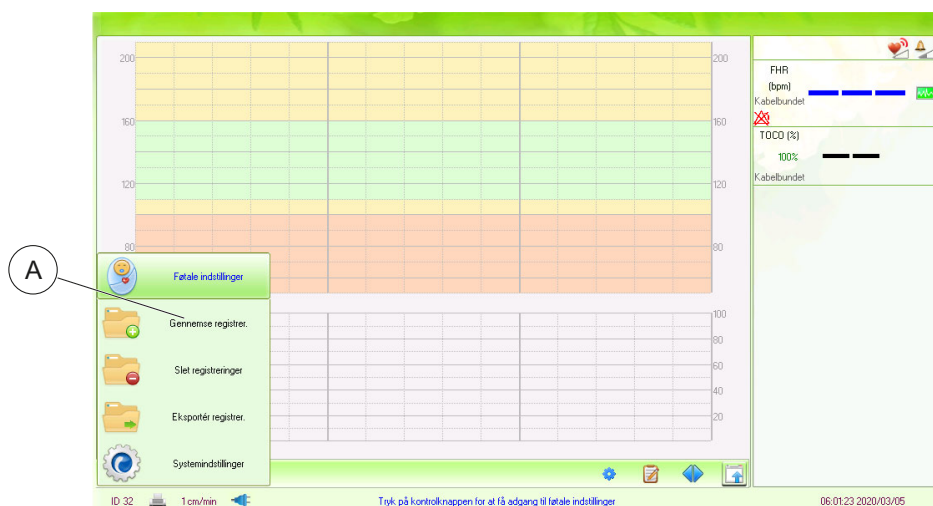 A
200
160
120
80
200
160
120
80
100
80
60
40
20
FHR
(bpm)
Kabelbundet
TOCO (%)
100%
Kabelbundet
Føtale indstillinger
Gennemse registrer.
Slet registreringer
Eksportér registrer.
Systemindstillinger
ID 32 1 cm/min Tryk på kontrolknappen for at få adgang til føtale indstillinger 06:01:23 2020/03/05